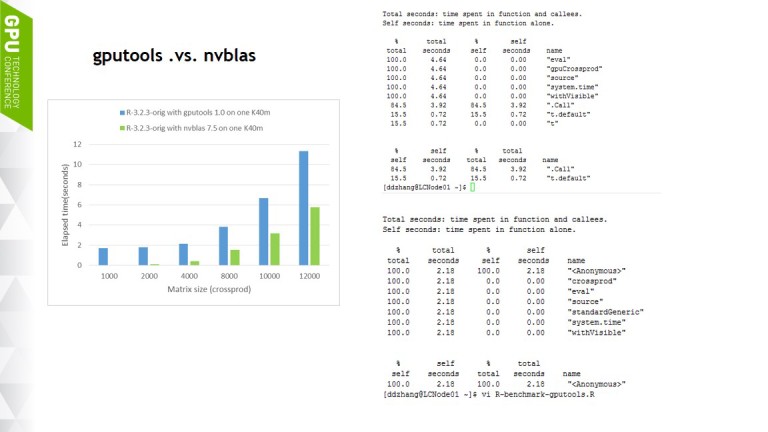 GPU TECHNOLOGY
CONFERENCE
gputools .vs. nvblas
R-3.2.3-orig with gputools 1.0 on one K40m
R-3.2.3-orig with nvblas 7.5 on one K40m
Elapsed time(seconds)
12
10
8
6
4
2
0
1000 2000 4000 8000 10000 12000
Matrix size (crossprod)
Total seconds: time spent in function and callees.
Self seconds: time spent in function alone.
% total % self
total seconds self seconds name
100.0 4.64 0.0 0.00 "eval"
100.0 4.64 0.0 0.00 "gpuCrossprod"
100.0 4.64 0.0 0.00 "source"
100.0 4.64 0.0 0.00 "system.time"
100.0 4.64 0.0 0.00 "withVisible"
84.5 3.92 84.5 3.92 ".Call"
15.5 0.72 15.5 0.72 "t.default"
15.5 0.72 0.0 0.00 "t"
% self % total
self seconds total seconds name
84.5 3.92 84.5 3.92 ".Call"
15.5 0.72 15.5 0.72 "t.default"
[ddzhang@LCNode01 ~]$
Total seconds: time spent in function and callees.
Self seconds: time spent in function alone.
% total % self
total seconds self seconds name
100.0 2.18 100.0 2.18 "<Anonymous>"
100.0 2.18 0.0 0.00 "crossprod"
100.0 2.18 0.0 0.00 "eval"
100.0 2.18 0.0 0.00 "source"
100.0 2.18 0.0 0.00 "standardGeneric"
100.0 2.18 0.0 0.00 "system.time"
100.0 2.18 0.0 0.00 "withVisible"
% self % total
self seconds total seconds name
100.0 2.18 100.0 2.18 "<Anonymous>"
[ddzhang@LCNode01 ~]$ vi R-benchmark-gputools.R